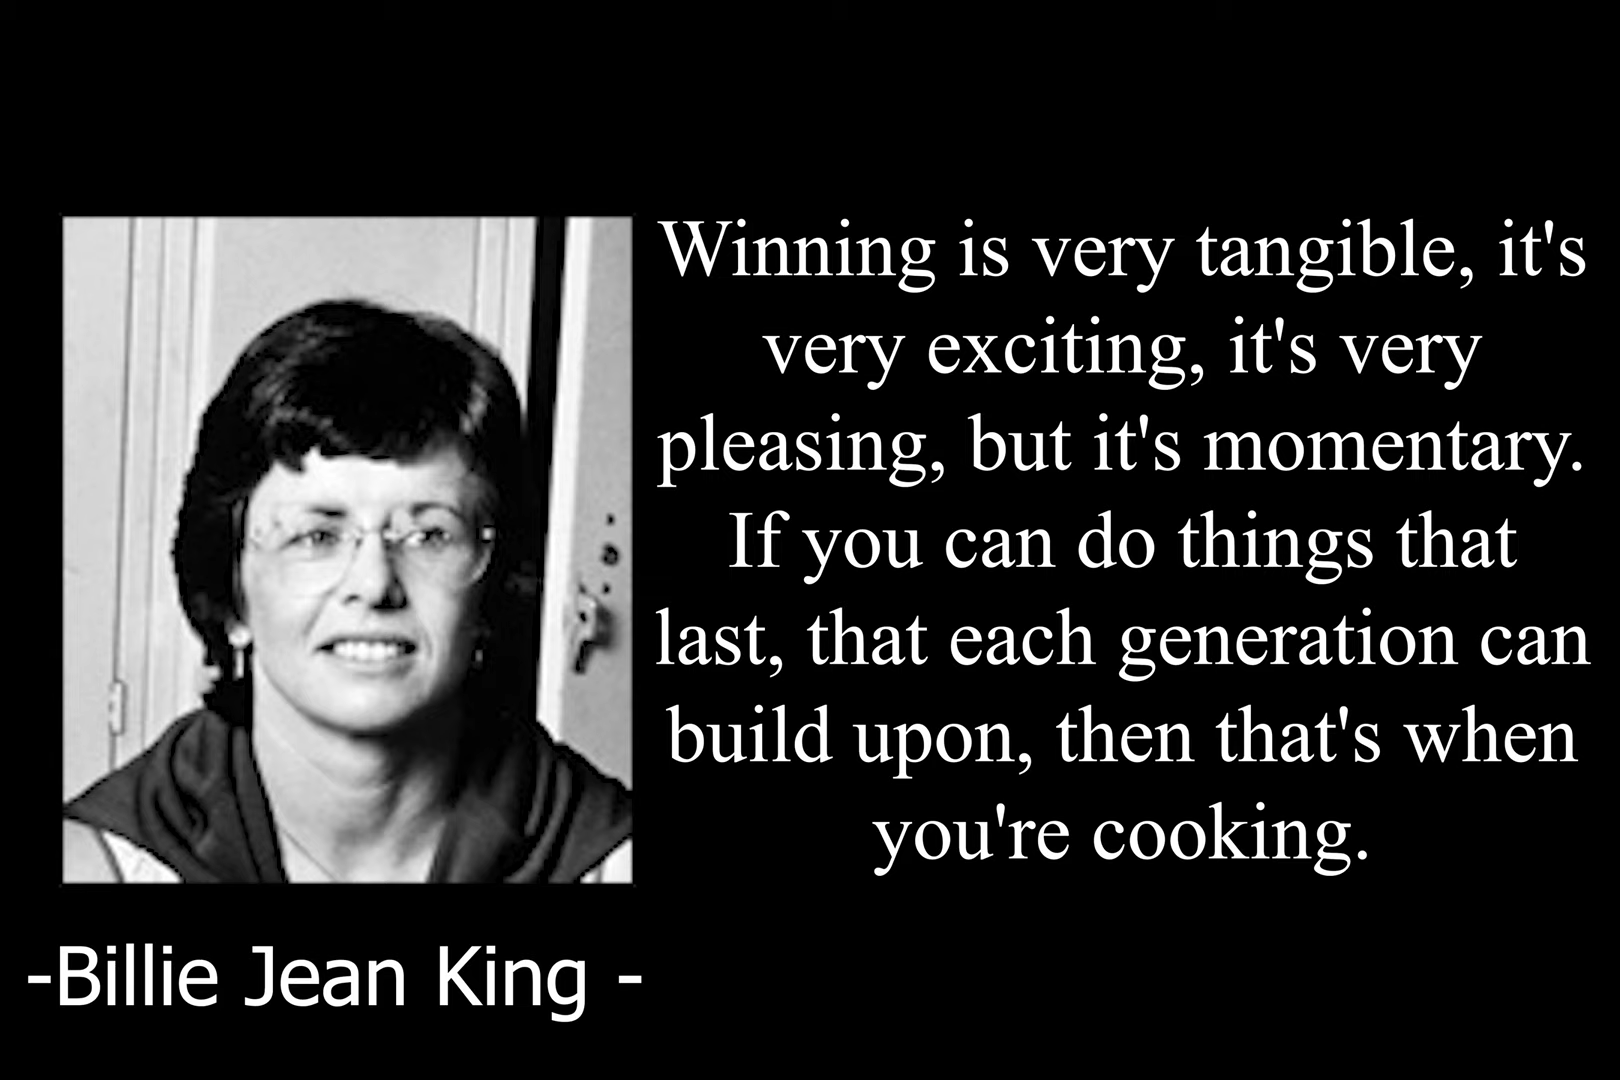 Winning is very tangible, it's
very exciting, it's very
pleasing, but it's momentary.
If you can do things that
last, that each generation can
build upon, then that's when
you're cooking.
-Billie Jean King -